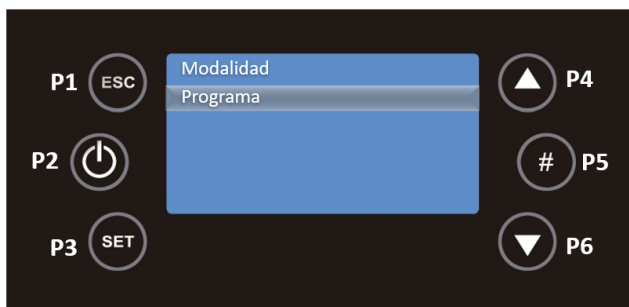 Modalidad
Programa
P1 ESC
P2
P3 SET
P4
# P5
P6